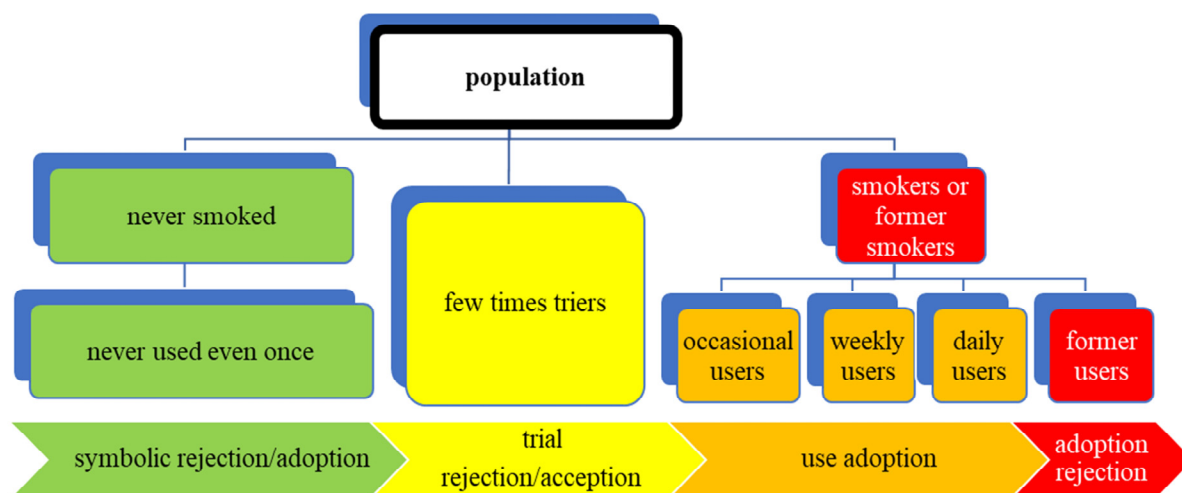 population
never smoked
smokers or
former
smokers
few times triers
never used even once
occasional
users
weekly
users
daily
users
former
users
symbolic rejection/adoption
trial
rejection/acception
use adoption
adoption
rejection